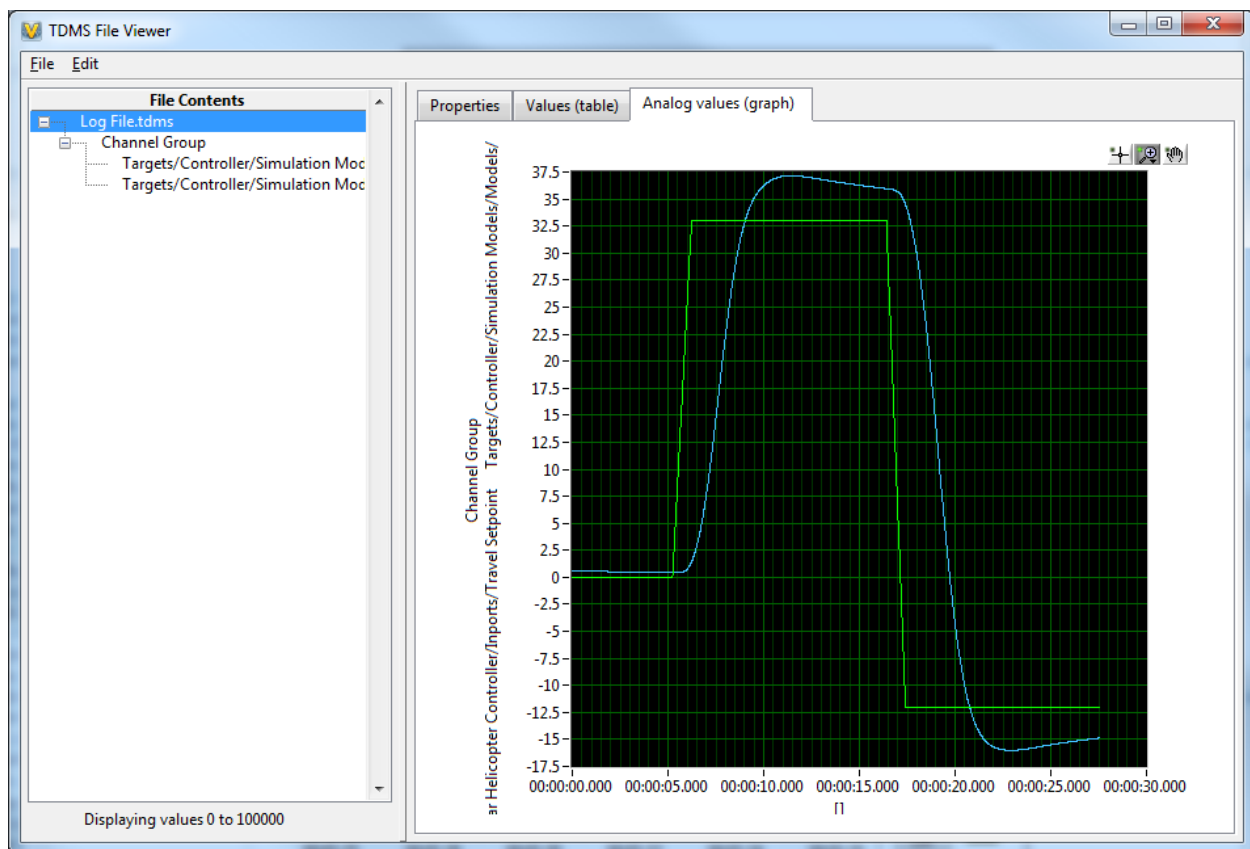 TDMS File Viewer
File Edit
File Contents
Log File.tdms
Channel Group
Targets/Controller/Simulation Moc
Targets/Controller/Simulation Moc
Displaying values 0 to 100000
Properties Values (table) Analog values (graph)
Channel Group
ar Helicopter Controller/Inports/Travel Setpoint Targets/Controller/Simulation Models/Models/
37.5
35
32.5
30
27.5
25
22.5
20
17.5
15
12.5
10
7.5
5
2.5
0
-2.5
-5
-7.5
-10
-12.5
-15
-17.5
00:00:00.000 00:00:05.000 00:00:10.000 00:00:15.000 00:00:20.000 00:00:25.000 00:00:30.000
[]